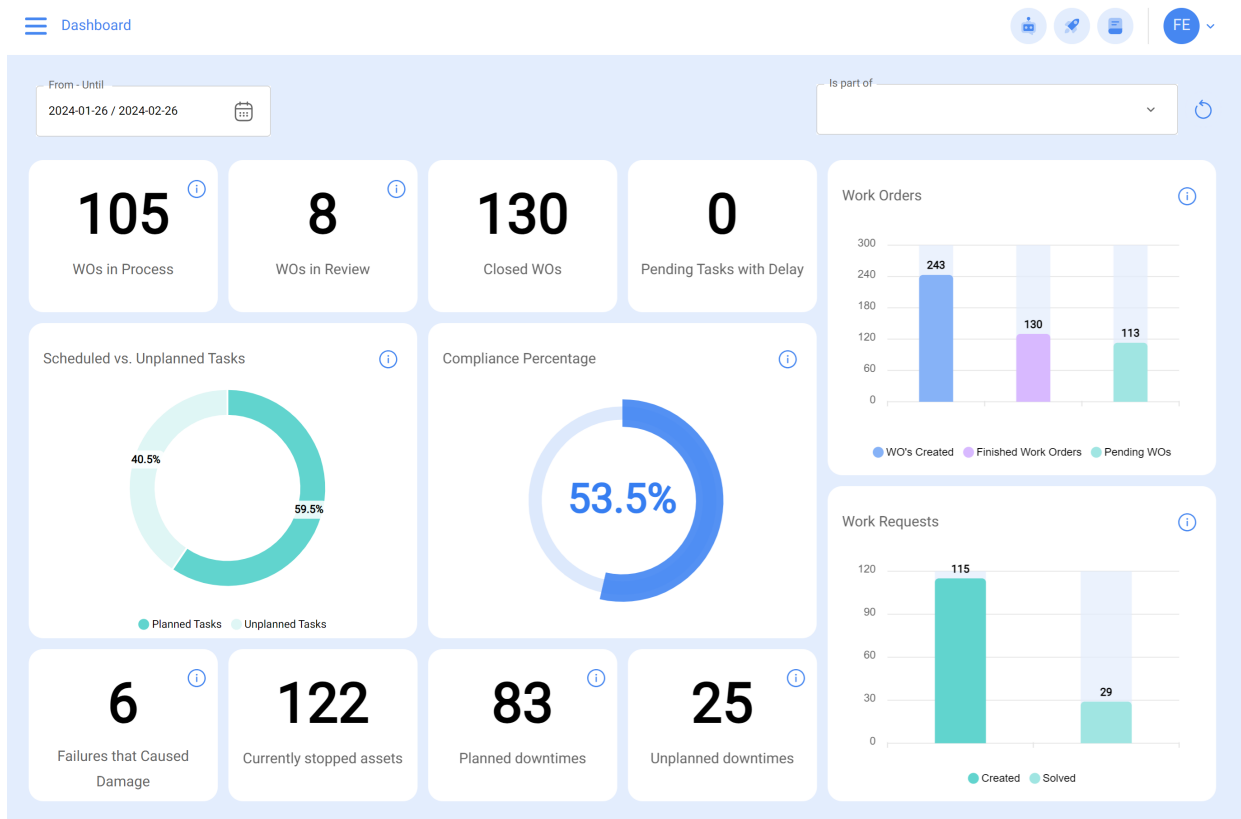 Dashboard
FE
From - Until
2024-01-26 / 2024-02-26
Is part of
105
WOs in Process
8
WOs in Review
130
Closed WOs
0
Pending Tasks with Delay
Work Orders
300
240
180
120
60
0
243
130
113
WO's Created
Finished Work Orders
Pending WOs
Scheduled vs. Unplanned Tasks
40.5%
59.5%
Planned Tasks
Unplanned Tasks
Compliance Percentage
53.5%
Work Requests
120
90
60
30
0
115
29
Created
Solved
6
Failures that Caused
Damage
122
Currently stopped assets
83
Planned downtimes
25
Unplanned downtimes